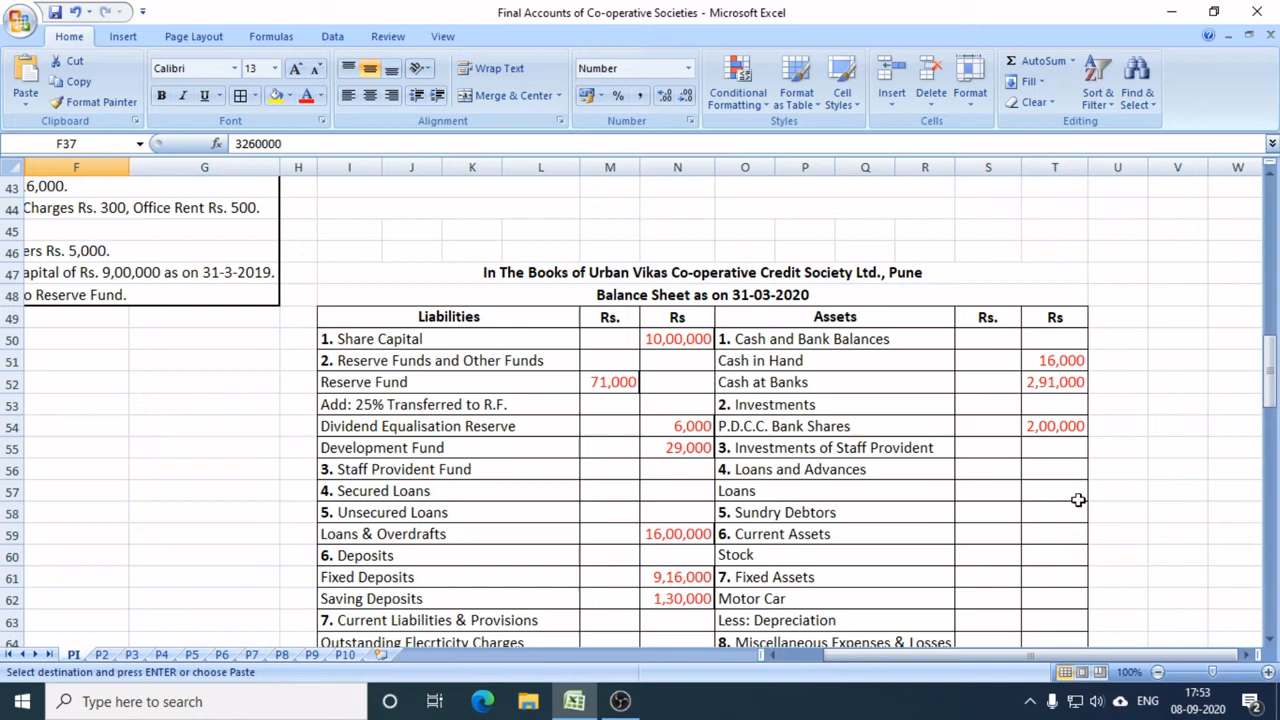 Final Accounts of Co-operative Societies - Microsoft Excel
Home Insert Page Layout Formulas Data Review View
Paste Cut Copy Format Painter Clipboard
Calibri 13 A A B I U A Font
Wrap Text Merge & Center Alignment
Number % , Number
Conditional Formatting Format as Table Cell Styles Styles
Insert Delete Format Cells
Σ AutoSum Fill Clear Sort & Filter Find & Select Editing
F37 fx 3260000
F G H I J K L M N O P Q R S T U V W
43 .6,000.
44 Charges Rs. 300, Office Rent Rs. 500.
45
46 ers Rs. 5,000.
47 apital of Rs. 9,00,000 as on 31-3-2019. In The Books of Urban Vikas Co-operative Credit Society Ltd., Pune
48 o Reserve Fund. Balance Sheet as on 31-03-2020
49 Liabilities Rs. Rs Assets Rs. Rs
50 1. Share Capital 10,00,000 1. Cash and Bank Balances
51 2. Reserve Funds and Other Funds Cash in Hand 16,000
52 Reserve Fund 71,000 Cash at Banks 2,91,000
53 Add: 25% Transferred to R.F. 2. Investments
54 Dividend Equalisation Reserve 6,000 P.D.C.C. Bank Shares 2,00,000
55 Development Fund 29,000 3. Investments of Staff Provident
56 3. Staff Provident Fund 4. Loans and Advances
57 4. Secured Loans Loans
58 5. Unsecured Loans 5. Sundry Debtors
59 Loans & Overdrafts 16,00,000 6. Current Assets
60 6. Deposits Stock
61 Fixed Deposits 9,16,000 7. Fixed Assets
62 Saving Deposits 1,30,000 Motor Car
63 7. Current Liabilities & Provisions Less: Depreciation
64 Outstanding Elecrticity Charges 8. Miscellaneous Expenses & Losses
PI P2 P3 P4 P5 P6 P7 P8 P9 P10
Select destination and press ENTER or choose Paste 100%
Type here to search ENG 17:53
08-09-2020 2